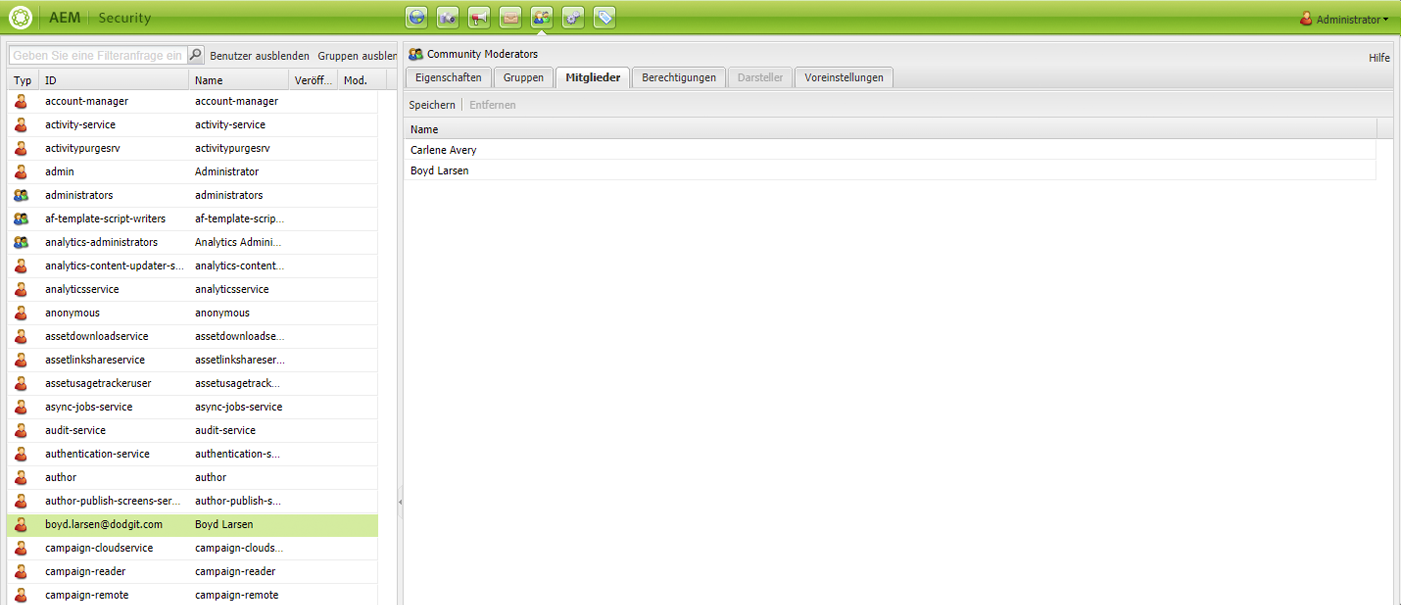 AEM Security Administrator
Geben Sie eine Filteranfrage ein Benutzer ausblenden Gruppen ausblen
Typ ID Name Veröff... Mod.
account-manager account-manager
activity-service activity-service
activitypurgesrv activitypurgesrv
admin Administrator
administrators administrators
af-template-script-writers af-template-scrip...
analytics-administrators Analytics Admini...
analytics-content-updater-s... analytics-content...
analyticsservice analyticsservice
anonymous anonymous
assetdownloadservice assetdownloadse...
assetlinkshareservice assetlinkshareser...
assetusagetrackeruser assetusagetrack...
async-jobs-service async-jobs-service
audit-service audit-service
authentication-service authentication-s...
author author
author-publish-screens-ser... author-publish-s...
boyd.larsen@dodgit.com Boyd Larsen
campaign-cloudservice campaign-clouds...
campaign-reader campaign-reader
campaign-remote campaign-remote
Community Moderators
Hilfe
Eigenschaften Gruppen Mitglieder Berechtigungen Darsteller Voreinstellungen
Speichern Entfernen
Name
Carlene Avery
Boyd Larsen